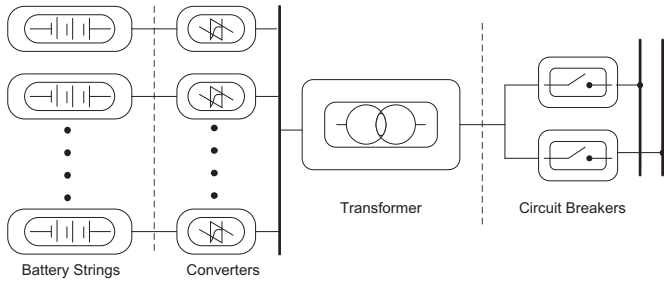 Transformer
Circuit Breakers
Battery Strings
Converters